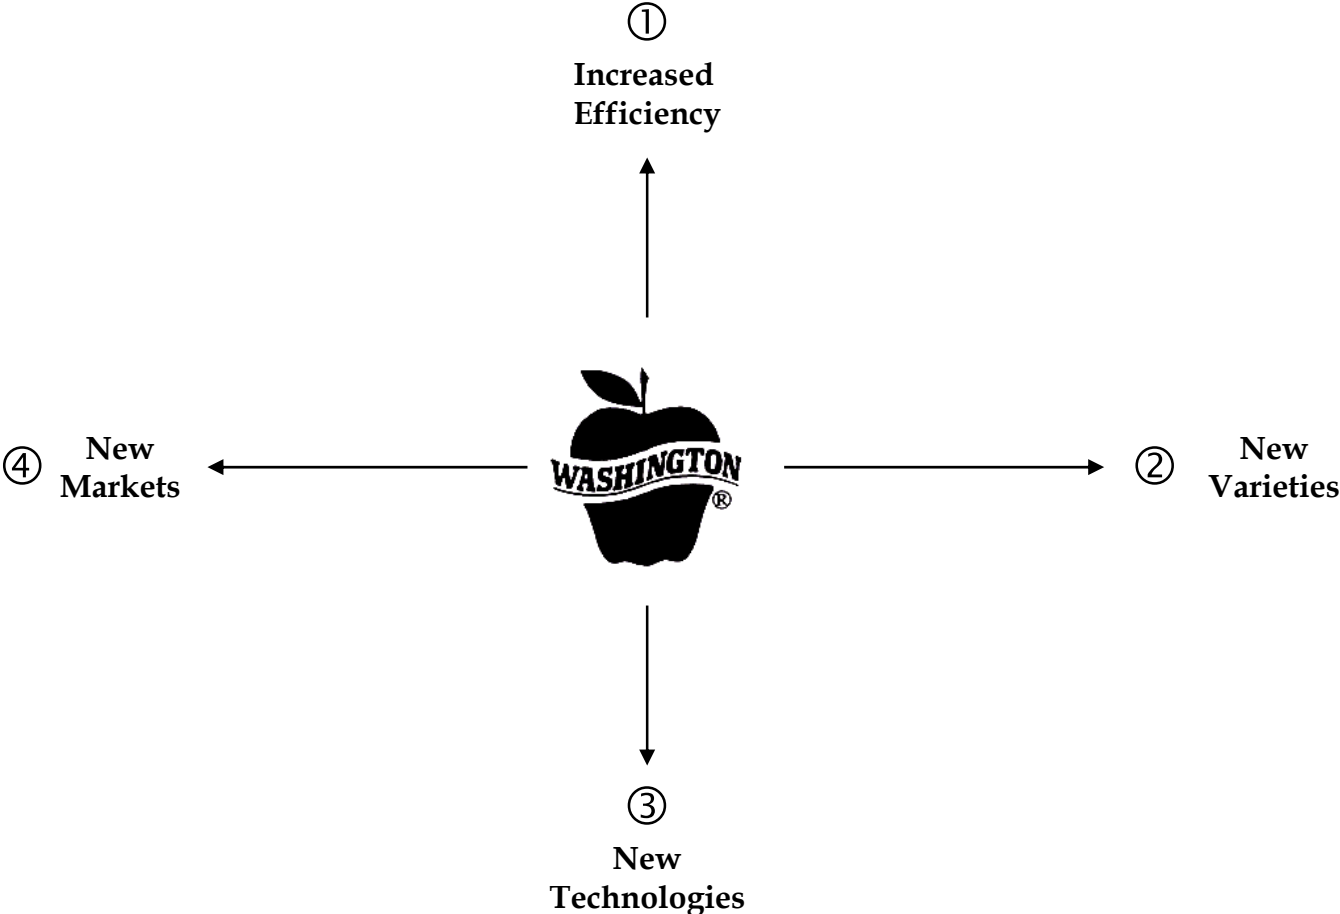 ①
Increased
Efficiency
④
New
Markets
WASHINGTON
®
②
New
Varieties
③
New
Technologies